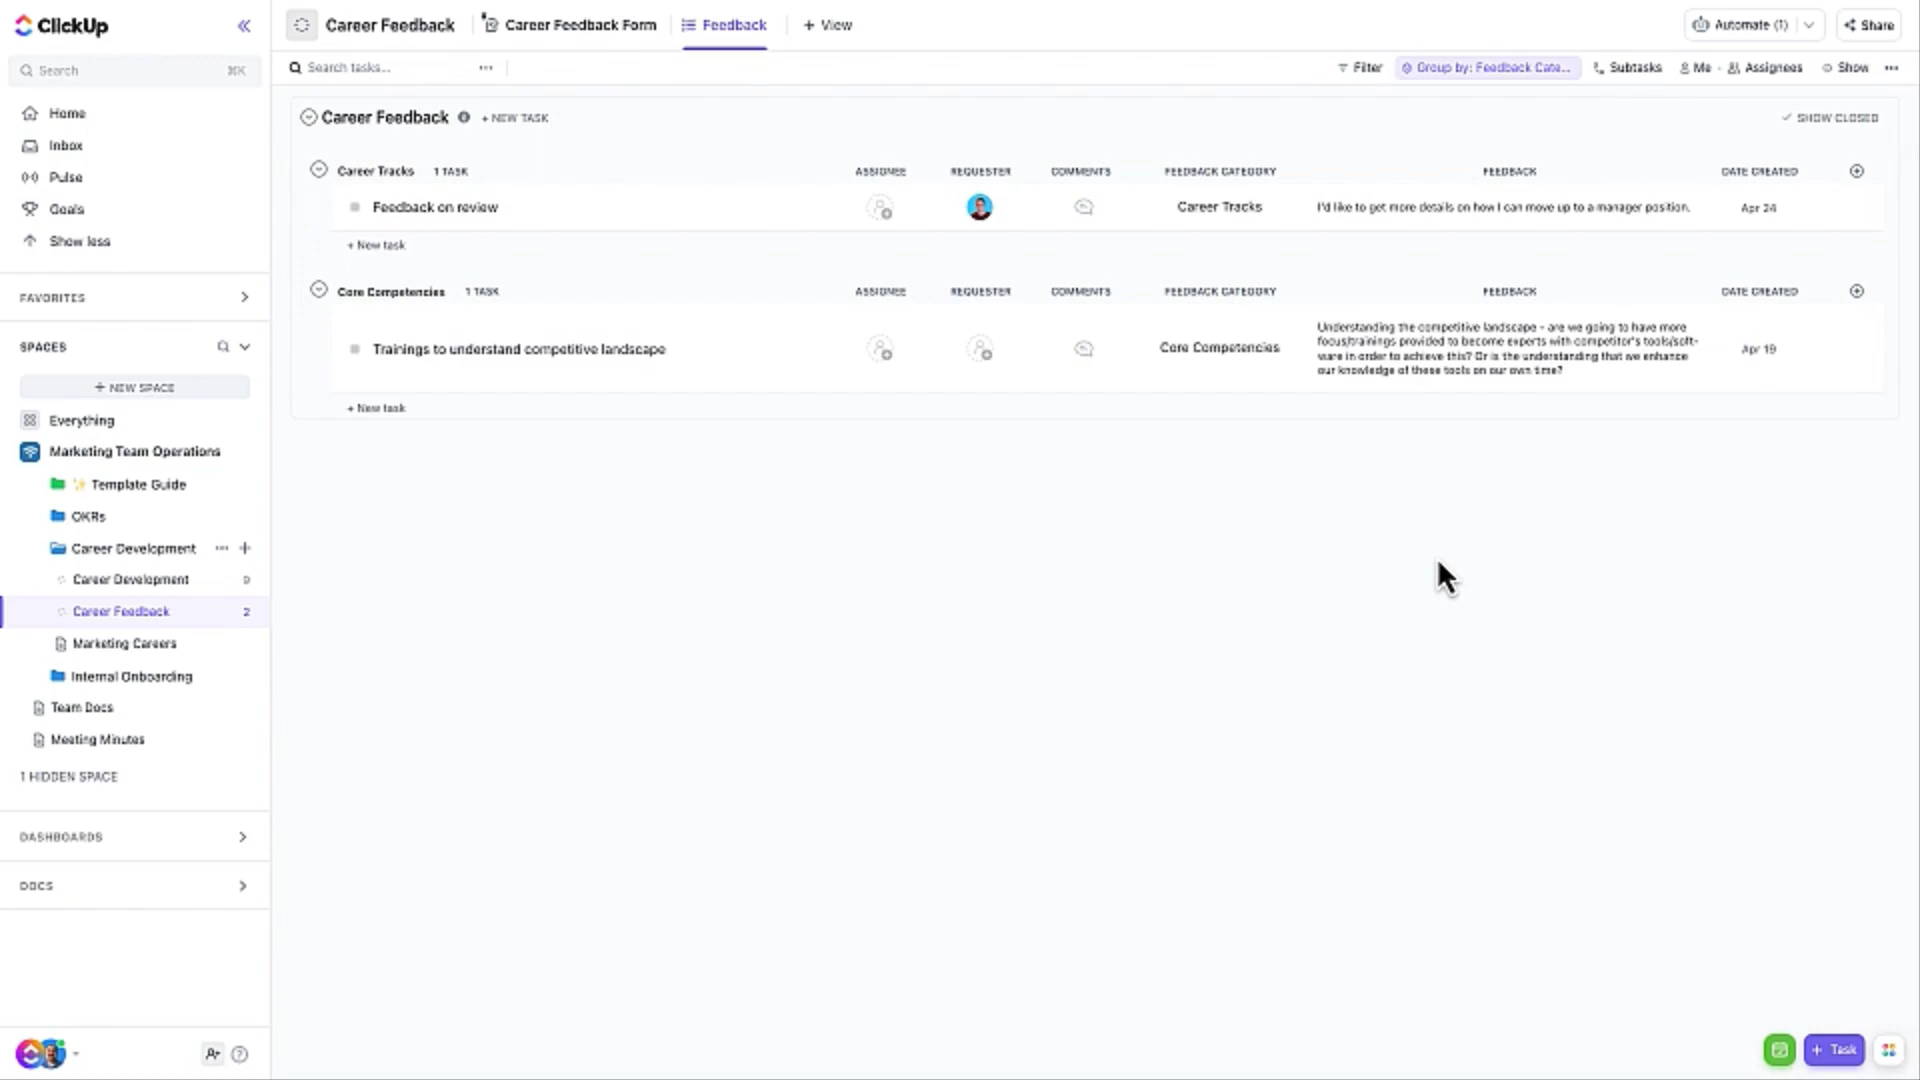 ClickUp
Search
⌘K
Home
Inbox
Pulse
Goals
Show less
FAVORITES
SPACES
+ NEW SPACE
Everything
Marketing Team Operations
✨ Template Guide
OKRs
Career Development
Career Development 9
Career Feedback 2
Marketing Careers
Internal Onboarding
Team Docs
Meeting Minutes
1 HIDDEN SPACE
DASHBOARDS
DOCS
Career Feedback
Career Feedback Form
Feedback
+ View
Automate (1)
Share
Search tasks...
Filter
Group by: Feedback Cate...
Subtasks
Me
Assignees
Show
Career Feedback
+ NEW TASK
SHOW CLOSED
Career Tracks 1 TASK ASSIGNEE REQUESTER COMMENTS FEEDBACK CATEGORY FEEDBACK DATE CREATED
Feedback on review Career Tracks I'd like to get more details on how I can move up to a manager position. Apr 24
+ New task
Core Competencies 1 TASK ASSIGNEE REQUESTER COMMENTS FEEDBACK CATEGORY FEEDBACK DATE CREATED
Trainings to understand competitive landscape
Core Competencies
Understanding the competitive landscape - are we going to have more
focus/trainings provided to become experts with competitor's tools/soft-
ware in order to achieve this? Or is the understanding that we enhance
our knowledge of these tools on our own time?
Apr 19
+ New task
+ Task